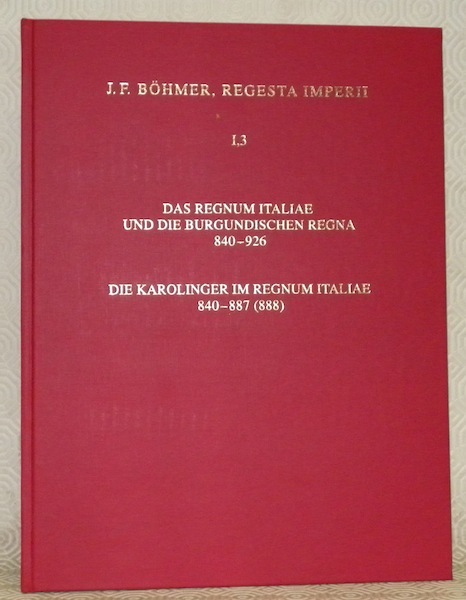 J. F. BÖHMER, REGESTA IMPERII
I,3
DAS REGNUM ITALIAE
UND DIE BURGUNDISCHEN REGNA
840–926
DIE KAROLINGER IM REGNUM ITALIAE
840–887 (888)